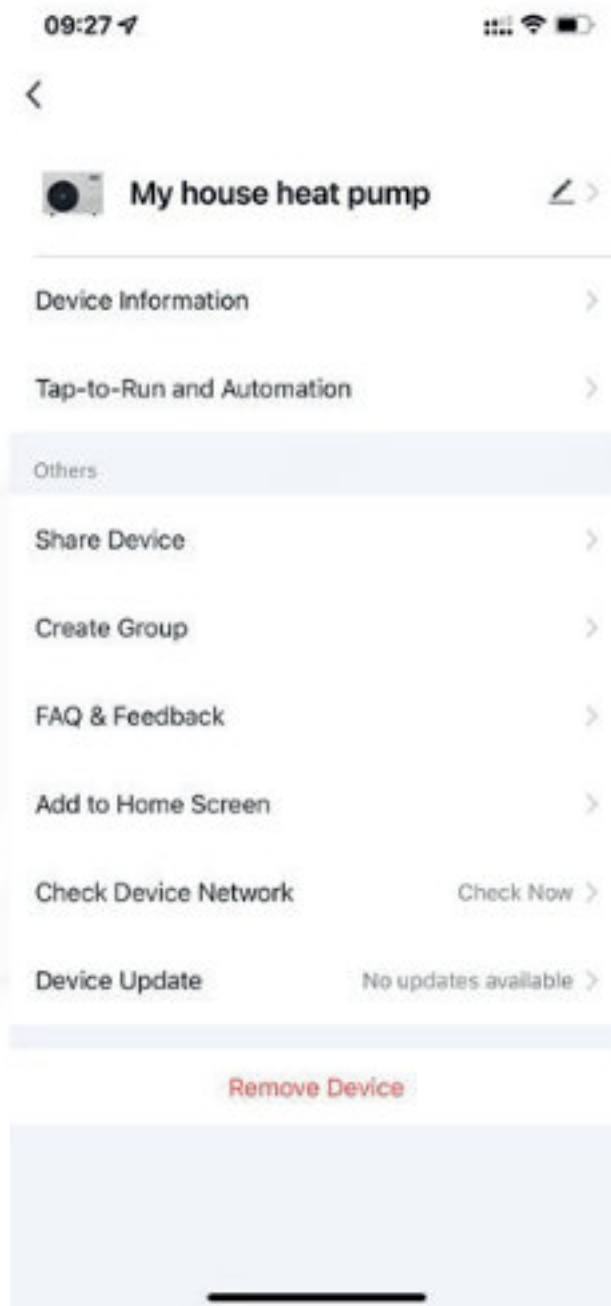 09:27
My house heat pump
Device Information
Tap-to-Run and Automation
Others
Share Device
Create Group
FAQ & Feedback
Add to Home Screen
Check Device Network Check Now
Device Update No updates available
Remove Device